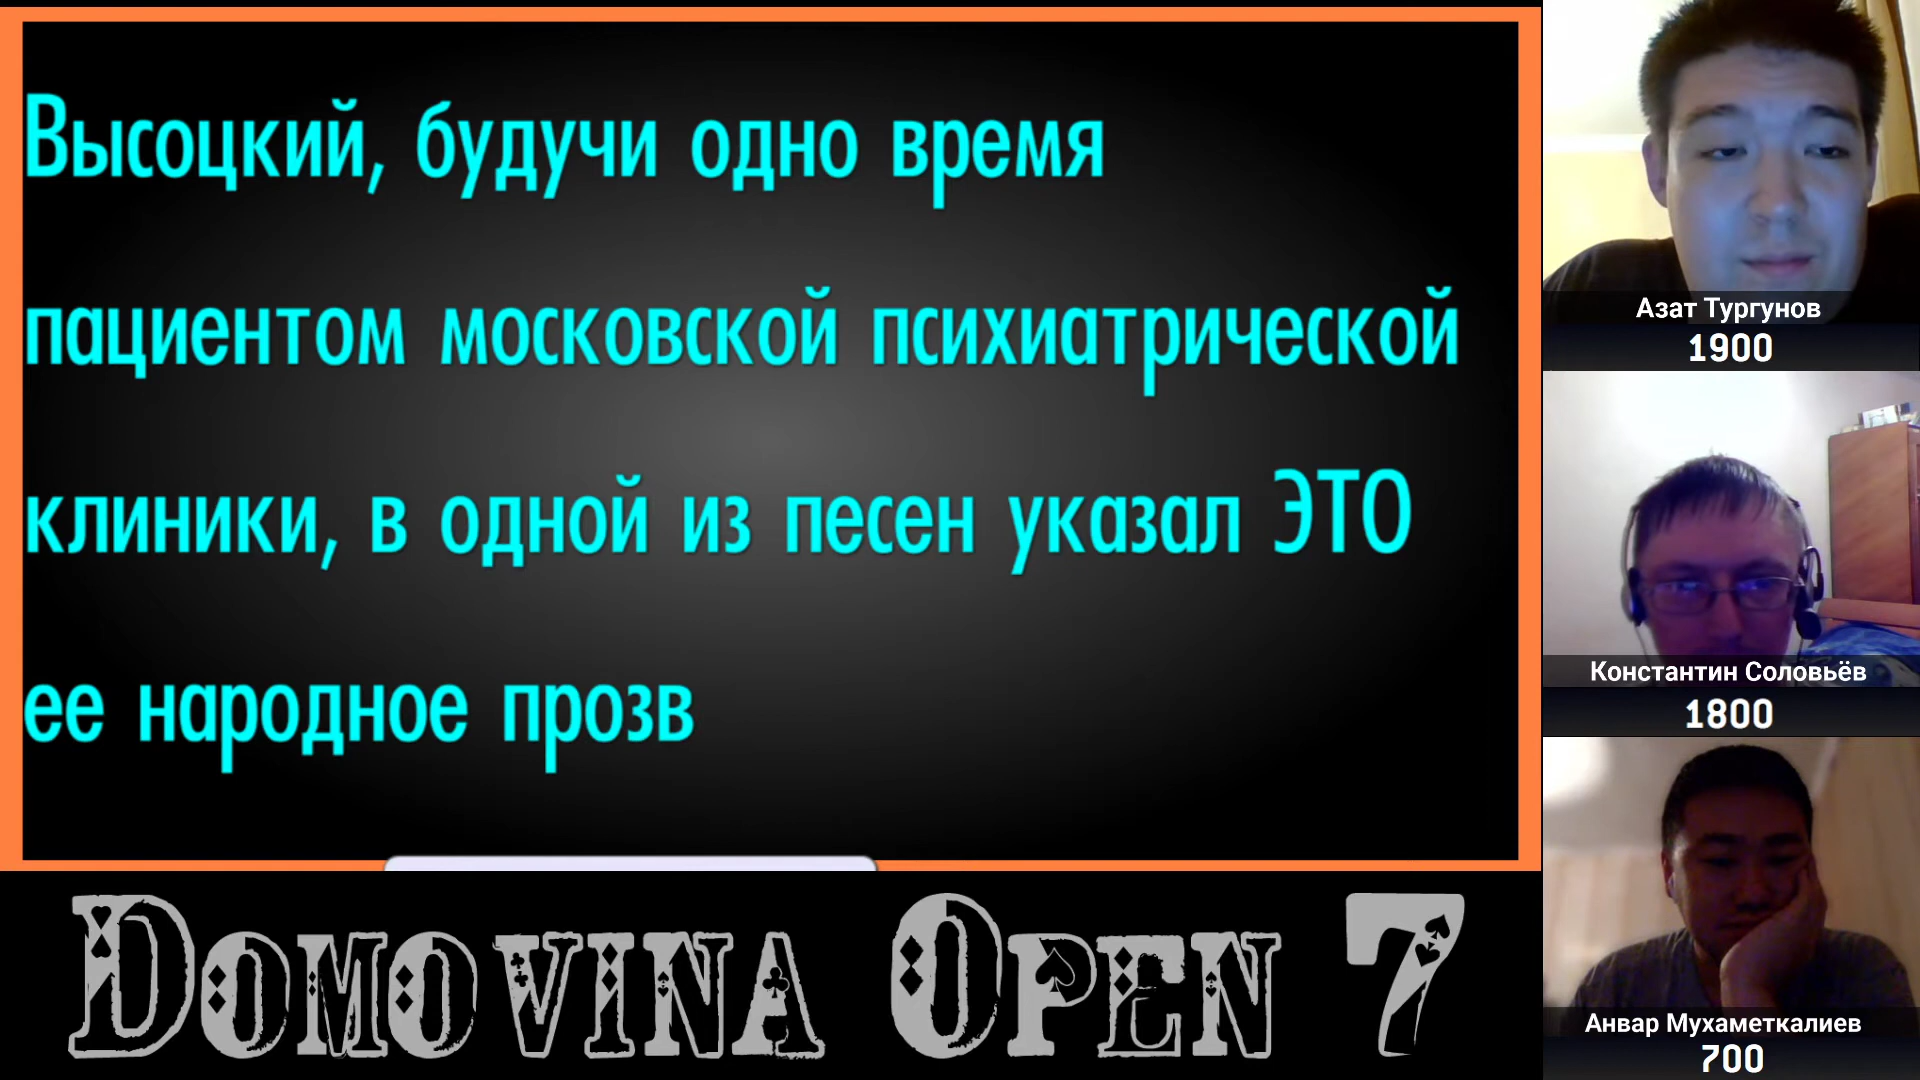 Высоцкий, будучи одно время
пациентом московской психиатрической
клиники, в одной из песен указал ЭТО
ее народное прозв
Азат Тургунов
1900
Константин Соловьёв
1800
Анвар Мухаметкалиев
700
Domovina Open 7